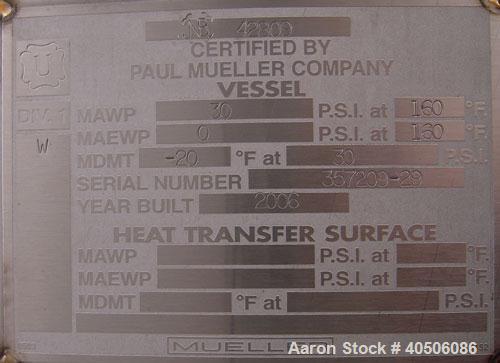 NB 42800
U
CERTIFIED BY
PAUL MUELLER COMPANY
VESSEL
DIV. 1
MAWP 30 P.S.I. at 160 °F.
W
MAEWP 0 P.S.I. at 160 °F.
MDMT -20 °F at 30 P.S.I.
SERIAL NUMBER 357209-29
YEAR BUILT 2006
HEAT TRANSFER SURFACE
MAWP P.S.I. at °F.
MAEWP P.S.I. at °F.
MDMT °F at P.S.I.
MUELLER
Aaron Stock # 40506086